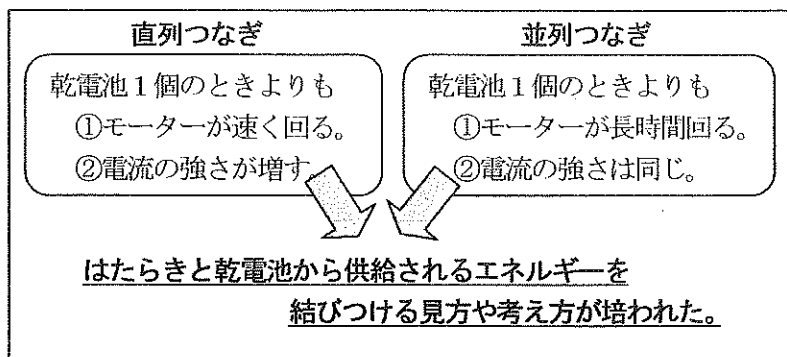 直列つなぎ
乾電池１個のときよりも
①モーターが速く回る。
②電流の強さが増す。
並列つなぎ
乾電池１個のときよりも
①モーターが長時間回る。
②電流の強さは同じ。
はたらきと乾電池から供給されるエネルギーを
結びつける見方や考え方が培われた。